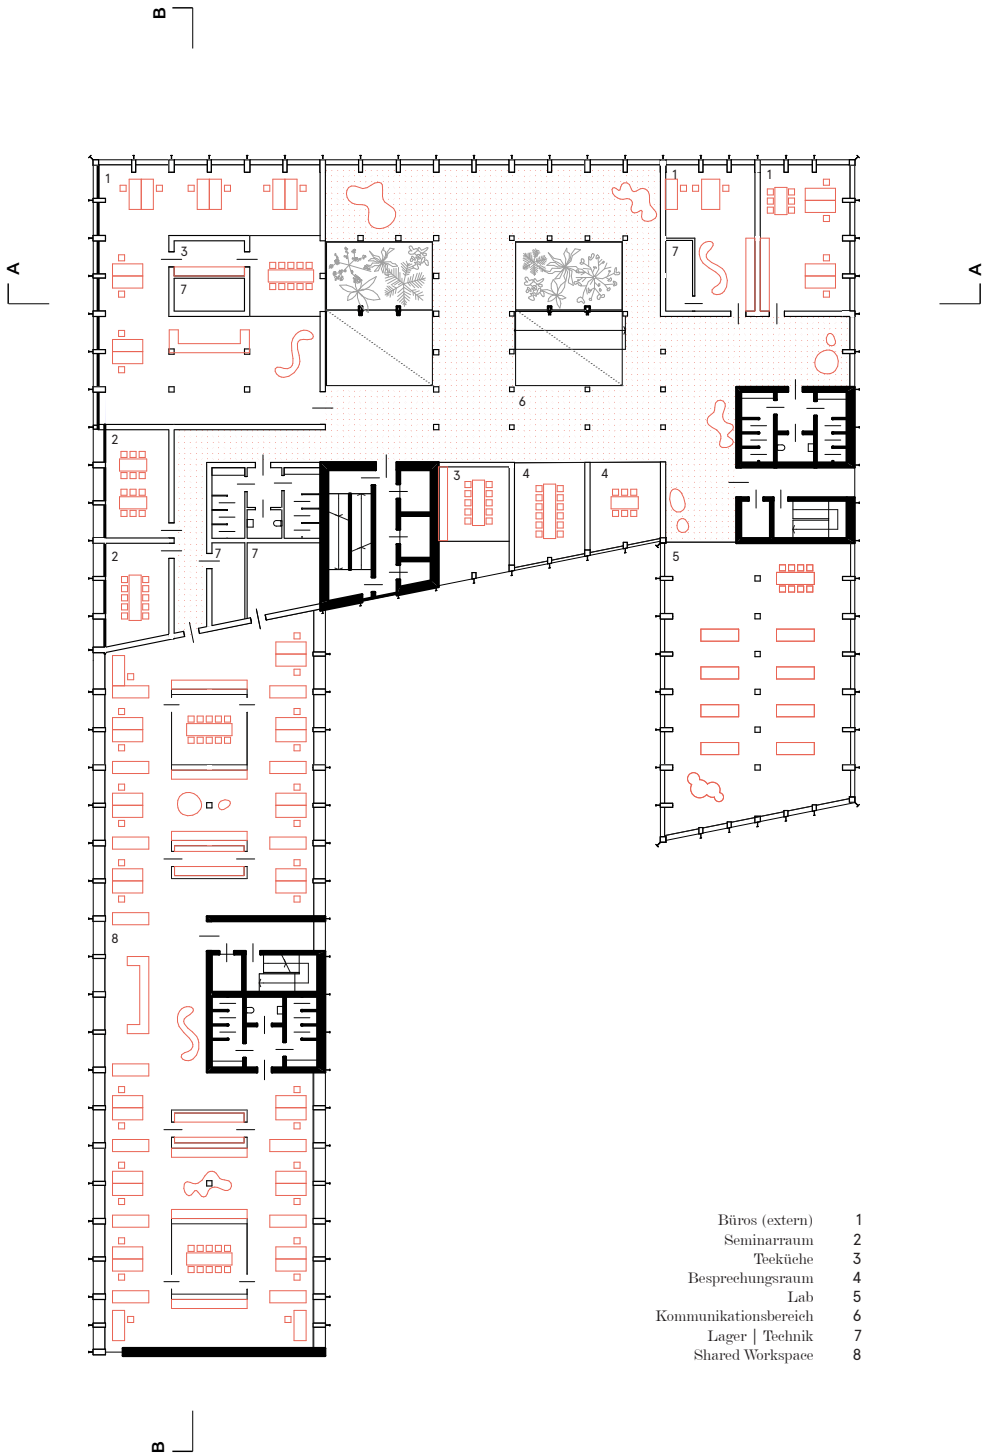 B
A
A
1
1
1
3
7
7
6
2
3
4
4
2
7
7
5
8
Büros (extern) 1
Seminarraum 2
Teeküche 3
Besprechungsraum 4
Lab 5
Kommunikationsbereich 6
Lager | Technik 7
Shared Workspace 8
B